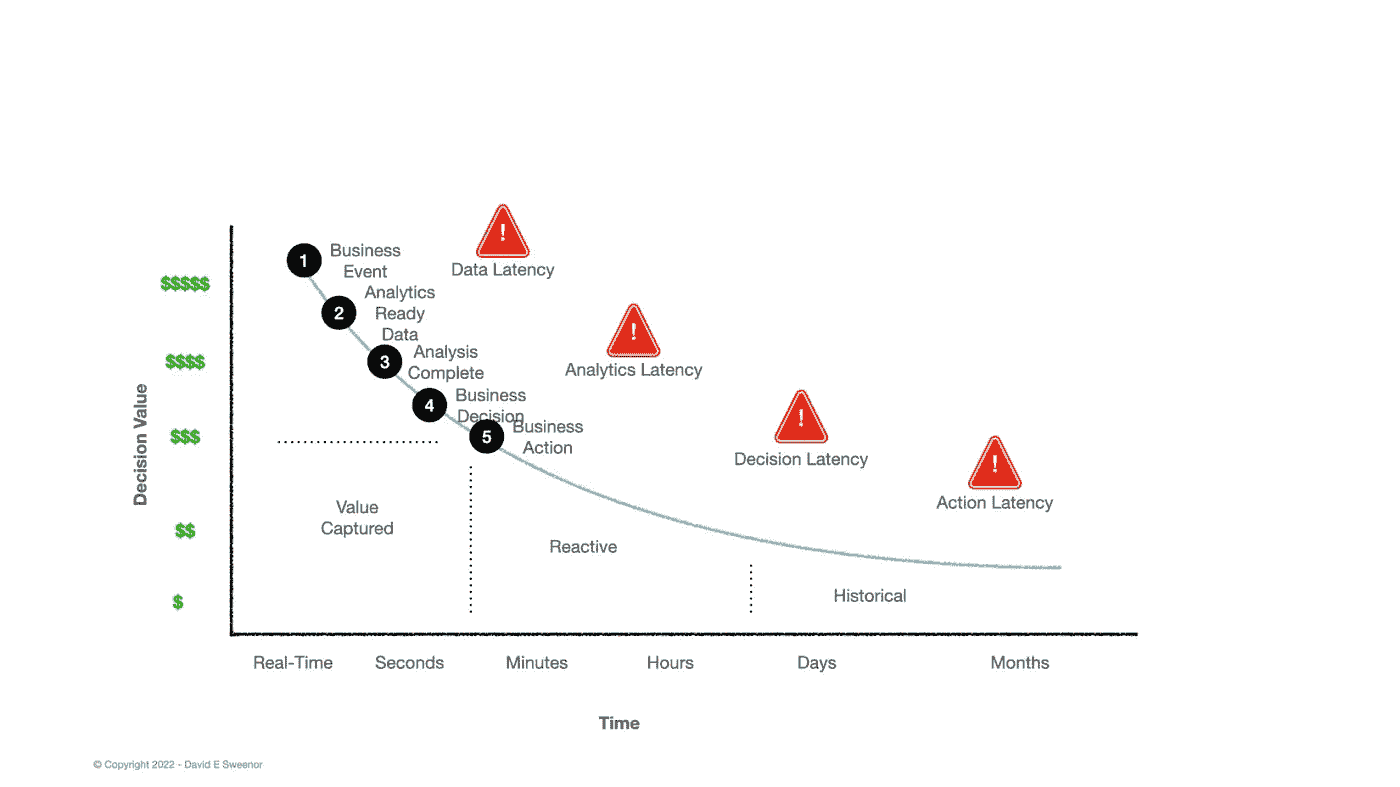 !
Data Latency
1
Business
Event
$$$$$
2
Analytics
Ready
Data
!
Analytics Latency
$$$$
3
Analysis
Complete
4
Business
Decision
!
Decision Latency
$$$
5
Business
Action
!
Action Latency
Decision Value
Value
Captured
$$
Reactive
$
Historical
Real-Time
Seconds
Minutes
Hours
Days
Months
Time
© Copyright 2022 - David E Sweenor